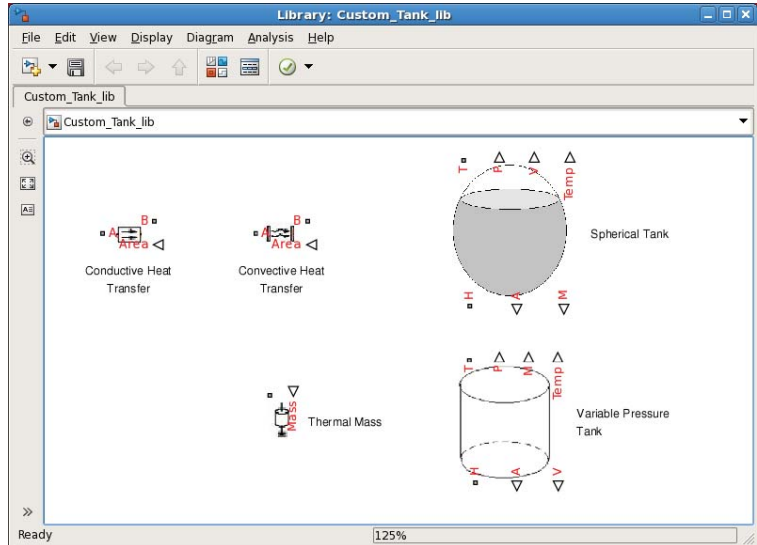 Library: Custom_Tank_lib
File Edit View Display Diagram Analysis Help
Custom_Tank_lib
Custom_Tank_lib
T P V Temp
B
A
Area
Conductive Heat
Transfer
B
A
Area
Convective Heat
Transfer
Spherical Tank
H A M
Mass
Thermal Mass
T P M Temp
Variable Pressure
Tank
H A V
Ready 125%